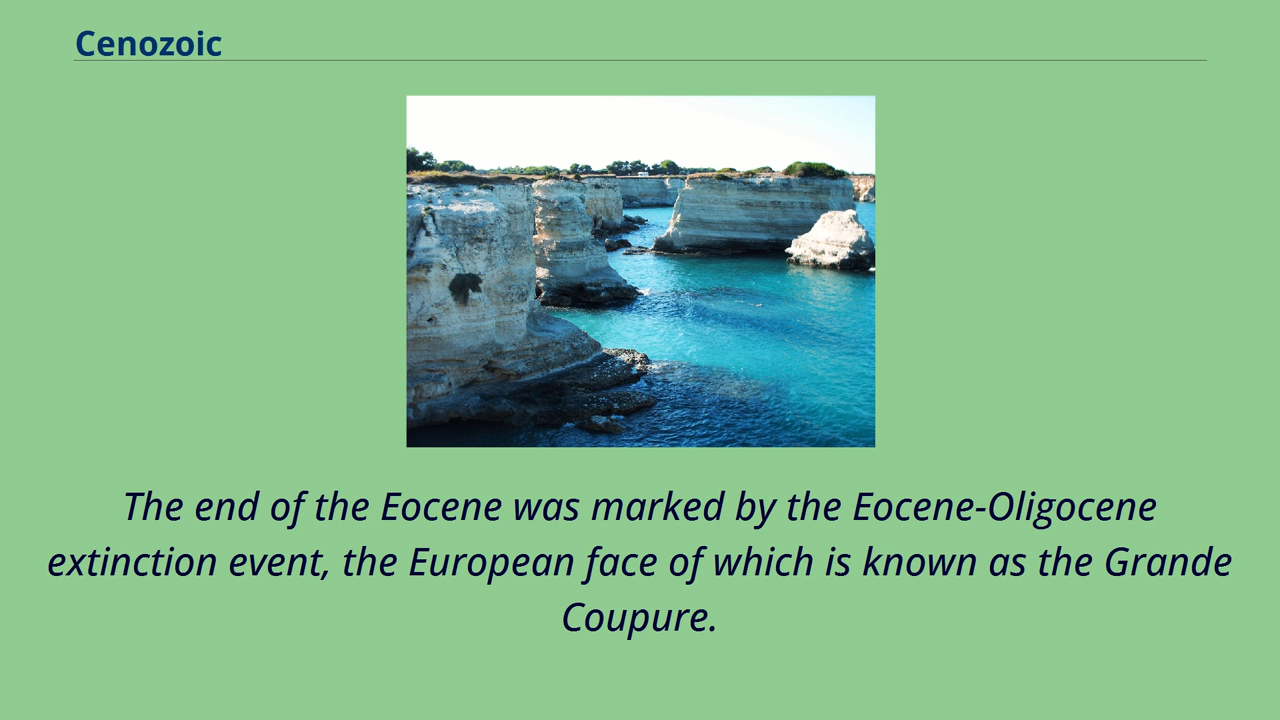 Cenozoic
The end of the Eocene was marked by the Eocene-Oligocene
extinction event, the European face of which is known as the Grande
Coupure.